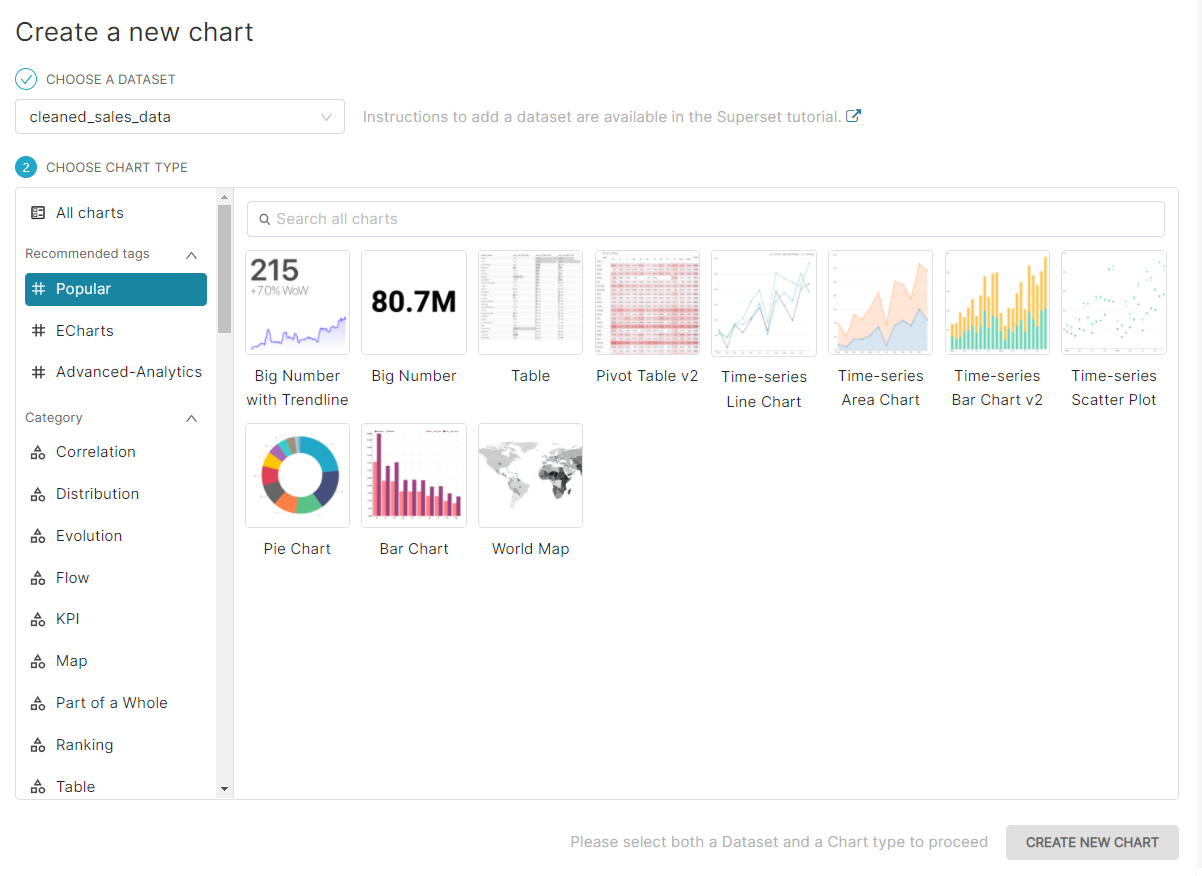 Create a new chart
CHOOSE A DATASET
cleaned_sales_data
Instructions to add a dataset are available in the Superset tutorial.
2 CHOOSE CHART TYPE
All charts
Recommended tags
Popular
ECharts
Advanced-Analytics
Category
Correlation
Distribution
Evolution
Flow
KPI
Map
Part of a Whole
Ranking
Table
Search all charts
215
+7.0% WoW
80.7M
Big Number
with Trendline
Big Number
Table
Pivot Table v2
Time-series
Line Chart
Time-series
Area Chart
Time-series
Bar Chart v2
Time-series
Scatter Plot
Pie Chart
Bar Chart
World Map
Please select both a Dataset and a Chart type to proceed
CREATE NEW CHART